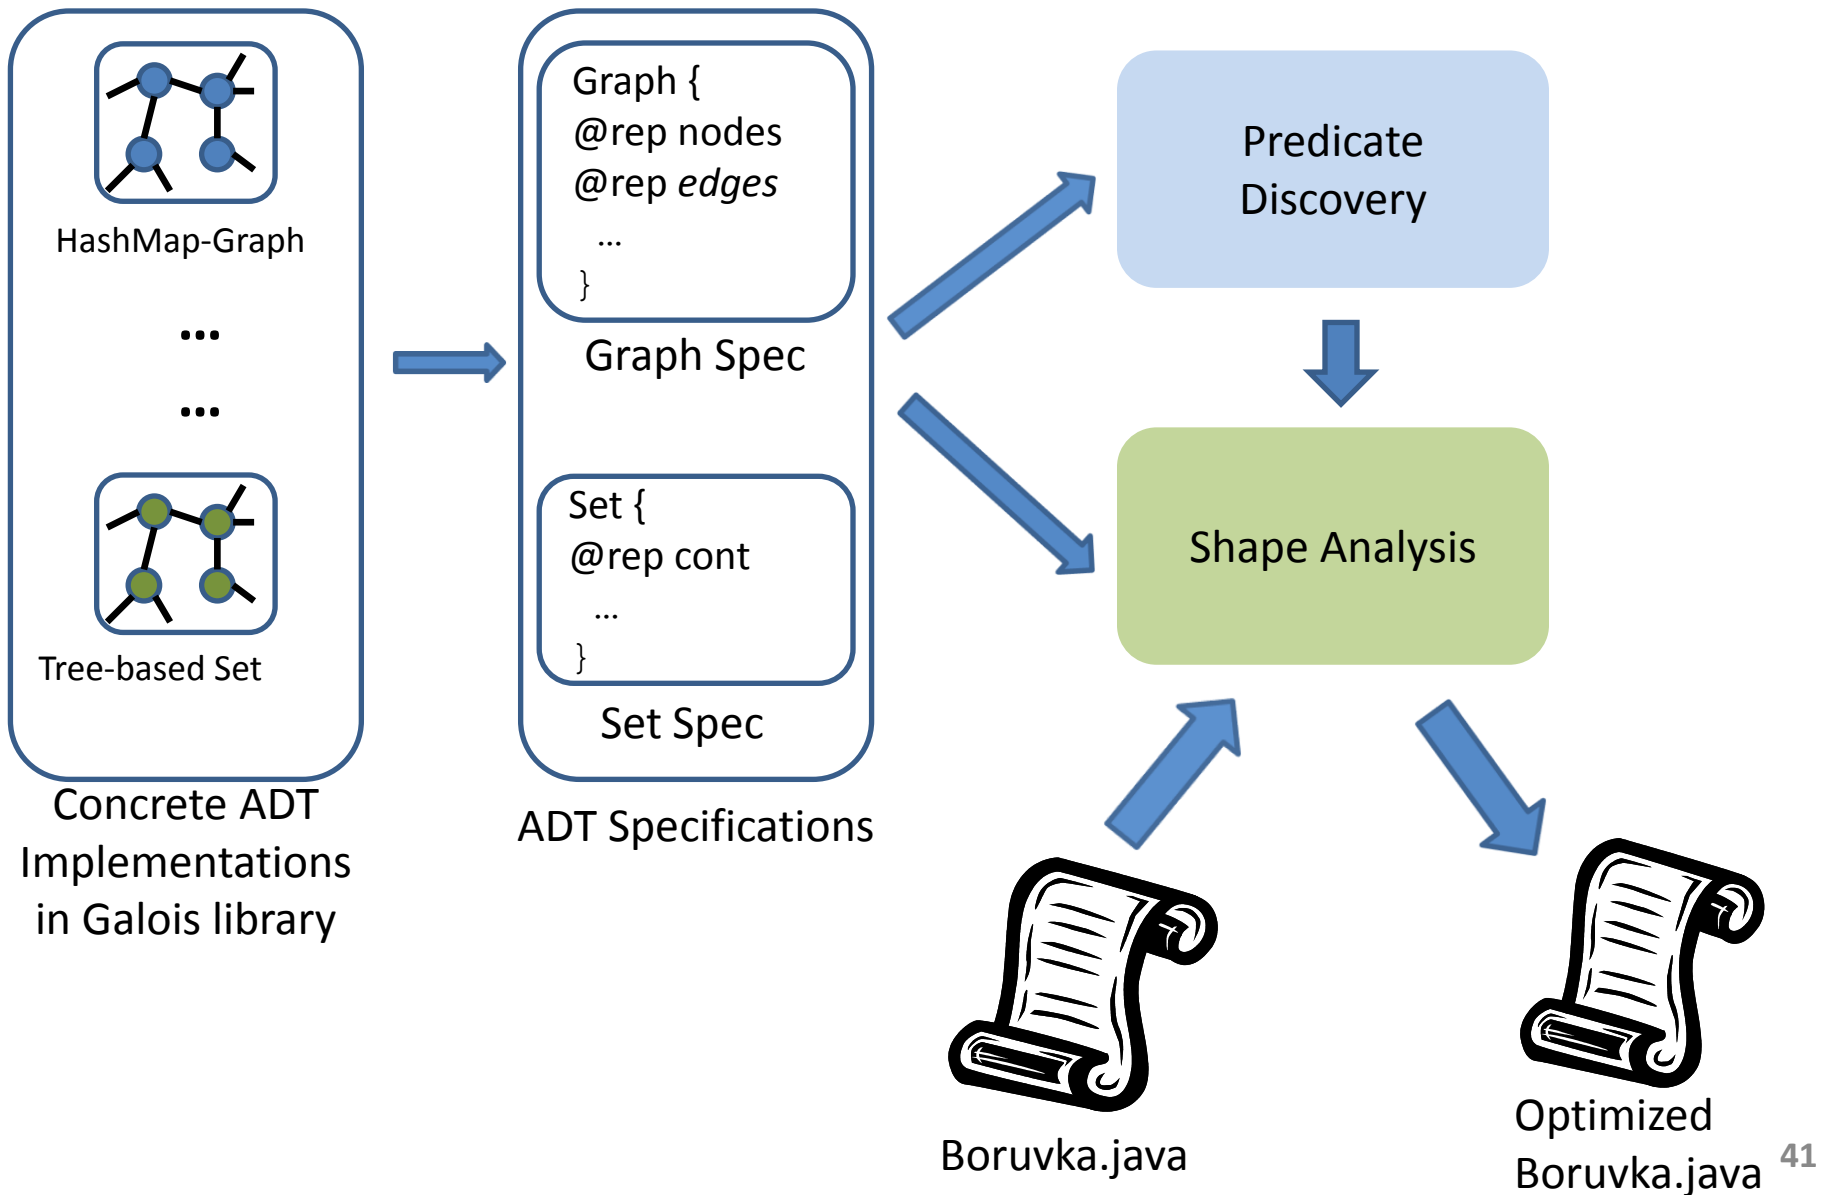 HashMap-Graph
...
...
Tree-based Set
Concrete ADT
Implementations
in Galois library
Graph {
@rep nodes
@rep edges
...
}
Graph Spec
Set {
@rep cont
...
}
Set Spec
ADT Specifications
Predicate
Discovery
Shape Analysis
Boruvka.java
Optimized
Boruvka.java
41